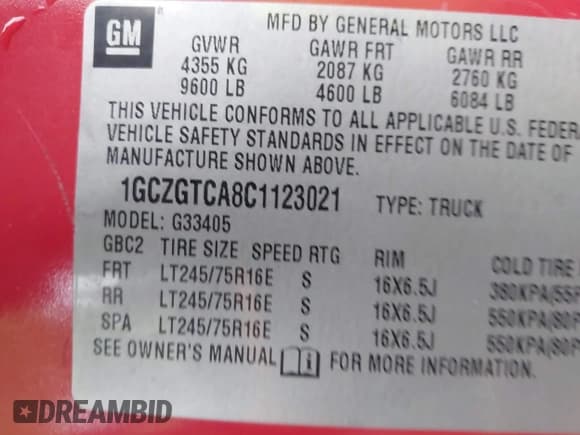 MFD BY GENERAL MOTORS LLC
GM
GVWR GAWR FRT GAWR RR
4355 KG 2087 KG 2760 KG
9600 LB 4600 LB 6084 LB
THIS VEHICLE CONFORMS TO ALL APPLICABLE U.S. FEDER
VEHICLE SAFETY STANDARDS IN EFFECT ON THE DATE OF
MANUFACTURE SHOWN ABOVE.
1GCZGTCA8C1123021 TYPE: TRUCK
MODEL: G33405
GBC2 TIRE SIZE SPEED RTG RIM COLD TIRE
FRT LT245/75R16E S 16X6.5J 380KPA/55P
RR LT245/75R16E S 16X6.5J 550KPA/80P
SPA LT245/75R16E S 16X6.5J 550KPA/80P
SEE OWNER'S MANUAL i FOR MORE INFORMATION.
DREAMBID